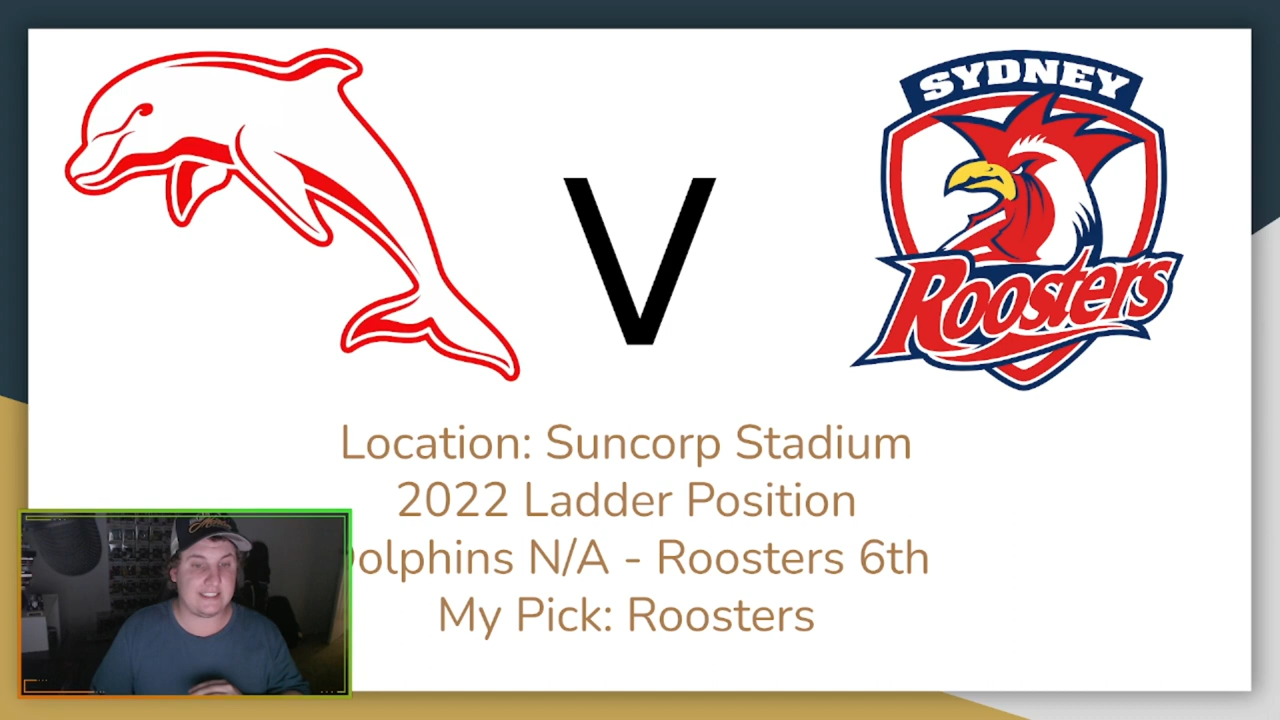 SYDNEY
Roosters
V
Location: Suncorp Stadium
2022 Ladder Position
olphins N/A - Roosters 6th
My Pick: Roosters